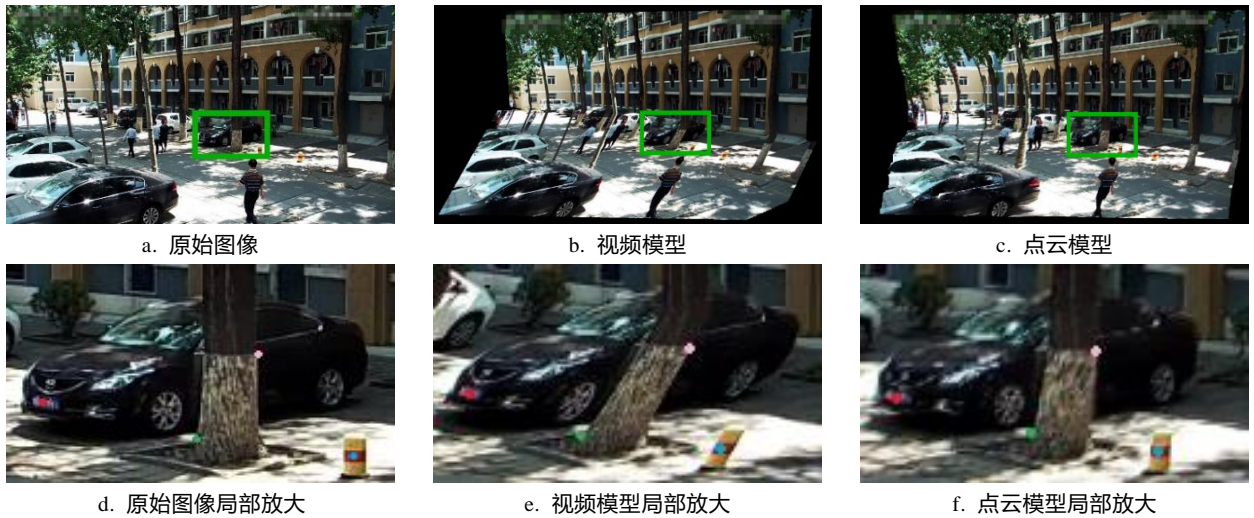 a. 原始图像
b. 视频模型
c. 点云模型
d. 原始图像局部放大
e. 视频模型局部放大
f. 点云模型局部放大